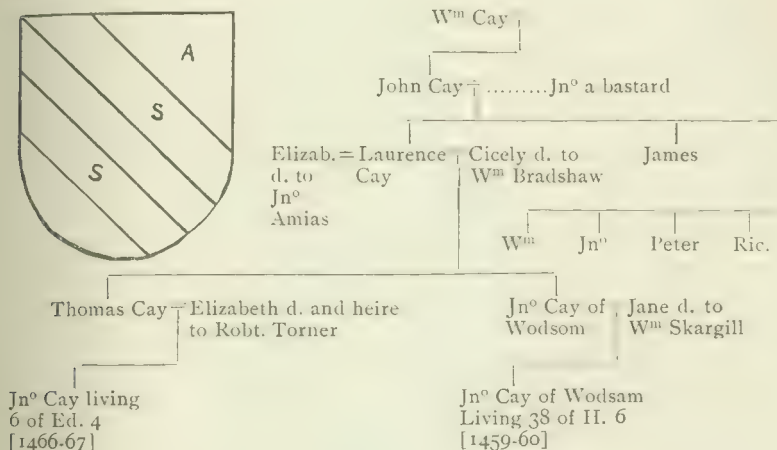 A
S
S
Wᵐ Cay
John Cay ......... Jnᵒ a bastard
Elizab. = Laurence Cicely d. to James
d. to Cay Wᵐ Bradshaw
Jnᵒ
Amias
Wᵐ Jnᵒ Peter Ric.
Thomas Cay Elizabeth d. and heire Jnᵒ Cay of Jane d. to
to Robt. Torner Wodsom Wᵐ Skargill
Jnᵒ Cay living Jnᵒ Cay of Wodsam
6 of Ed. 4 Living 38 of H. 6
[1466-67] [1459-60]